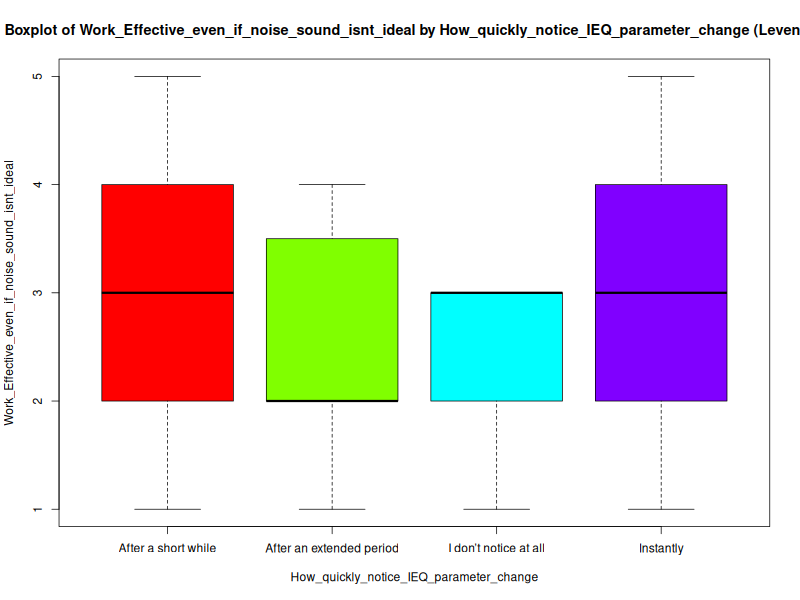 Boxplot of Work_Effective_even_if_noise_sound_isnt_ideal by How_quickly_notice_IEQ_parameter_change (Leven
Work_Effective_even_if_noise_sound_isnt_ideal
5
4
3
2
1
After a short while
After an extended period
I don't notice at all
Instantly
How_quickly_notice_IEQ_parameter_change